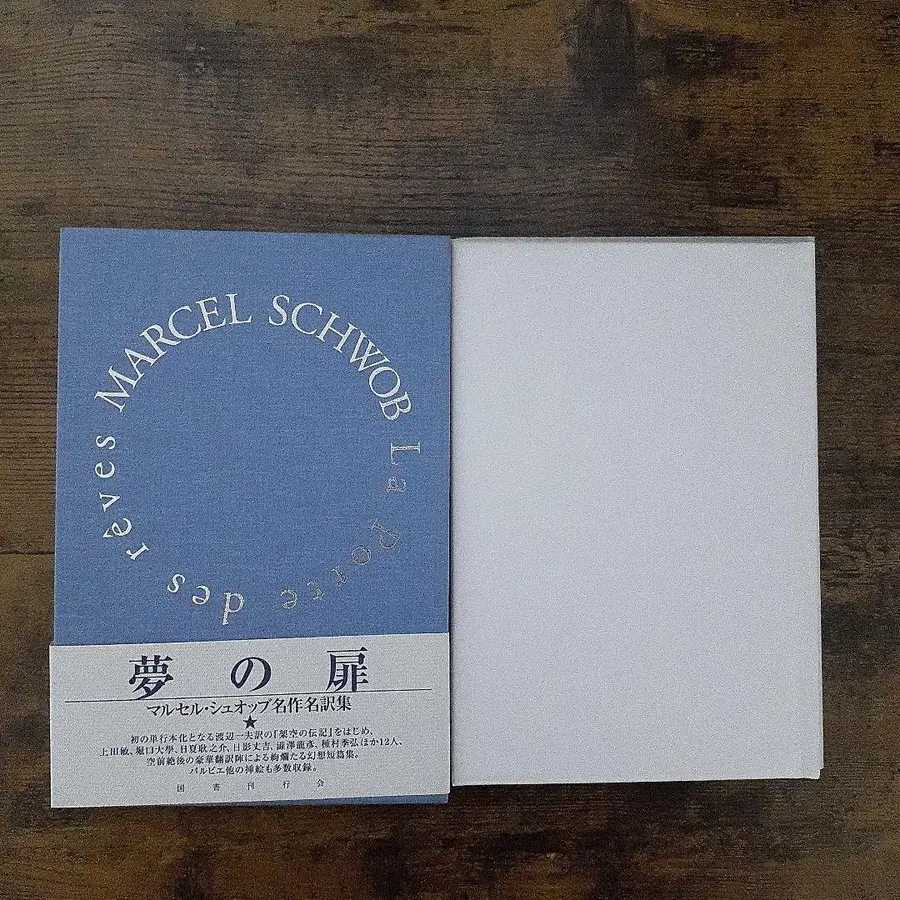 MARCEL SCHWOB La Porte des rêves
夢の扉
マルセル・シュオッブ名作名訳集
★
初の単行本化となる渡辺一夫訳の『架空の伝記』をはじめ、
上田敏、堀口大學、日夏耿之介、日影丈吉、澁澤龍彦、種村季弘ほか12人、
空前絶後の豪華翻訳陣による絢爛たる幻想短篇集。
バルビエ他の挿絵も多数収録。
国書刊行会